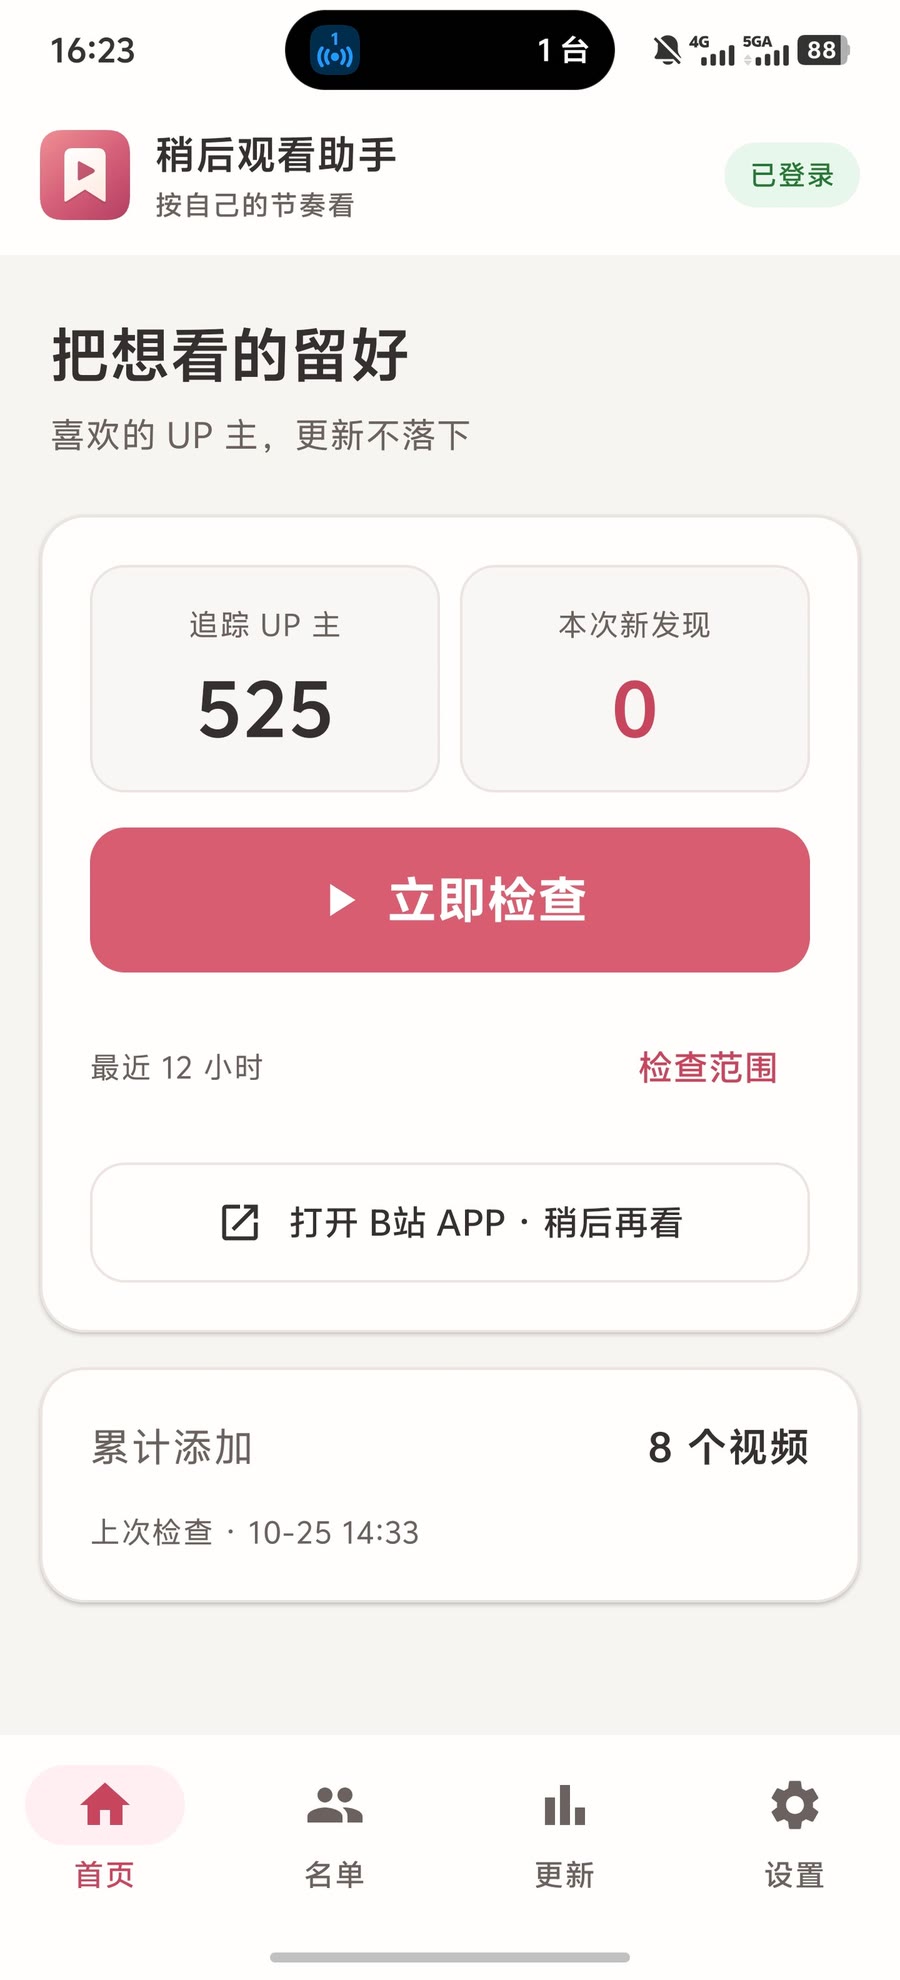 16:23
1
1 台
4G
5GA
88
稍后观看助手
按自己的节奏看
已登录
把想看的留好
喜欢的 UP 主，更新不落下
追踪 UP 主
本次新发现
525
0
立即检查
最近 12 小时
检查范围
打开 B站 APP · 稍后再看
累计添加
8 个视频
上次检查 · 10-25 14:33
首页
名单
更新
设置